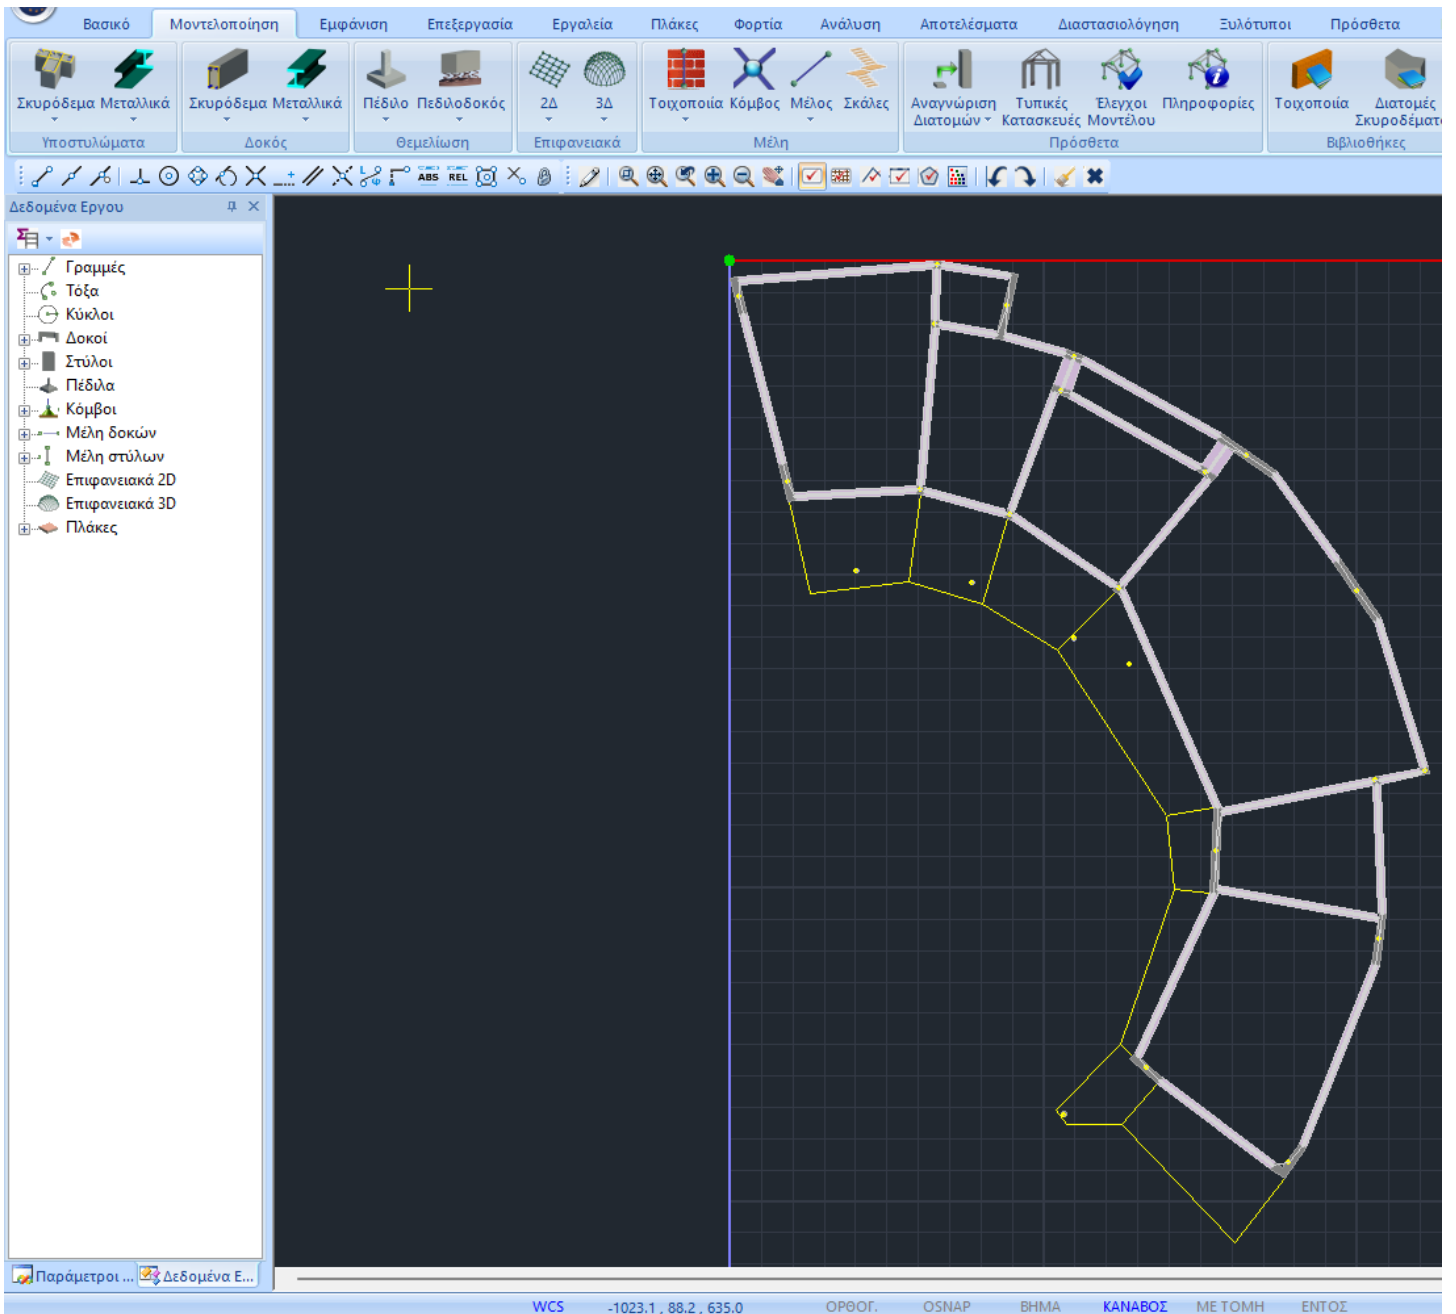 Βασικό Μοντελοποίηση Εμφάνιση Επεξεργασία Εργαλεία Πλάκες Φορτία Ανάλυση Αποτελέσματα Διαστασιολόγηση Ξυλότυποι Πρόσθετα
Σκυρόδεμα Μεταλλικά Σκυρόδεμα Μεταλλικά Πέδιλο Πεδιλοδοκός 2Δ 3Δ Τοιχοποιία Κόμβος Μέλος Σκάλες Αναγνώριση Διατομών Τυπικές Κατασκευές Έλεγχοι Μοντέλου Πληροφορίες Τοιχοποιία Διατομές Σκυροδέματ
Υποστυλώματα Δοκός Θεμελίωση Επιφανειακά Μέλη Πρόσθετα Βιβλιοθήκες
ABS REL
Δεδομένα Εργου
Γραμμές
Τόξα
Κύκλοι
Δοκοί
Στύλοι
Πέδιλα
Κόμβοι
Μέλη δοκών
Μέλη στύλων
Επιφανειακά 2D
Επιφανειακά 3D
Πλάκες
Παράμετροι ... Δεδομένα Ε...
WCS -1023.1 , 88.2 , 635.0 ΟΡΘΟΓ. OSNAP ΒΗΜΑ ΚΑΝΑΒΟΣ ΜΕ ΤΟΜΗ ΕΝΤΟΣ